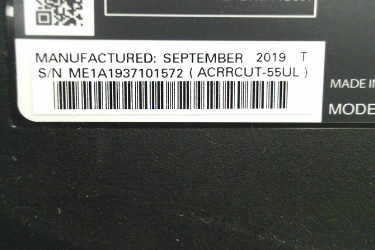 MANUFACTURED: SEPTEMBER 2019 T
S/N ME1A1937101572 ( ACRRCUT-55UL )
MADE IN
MODE